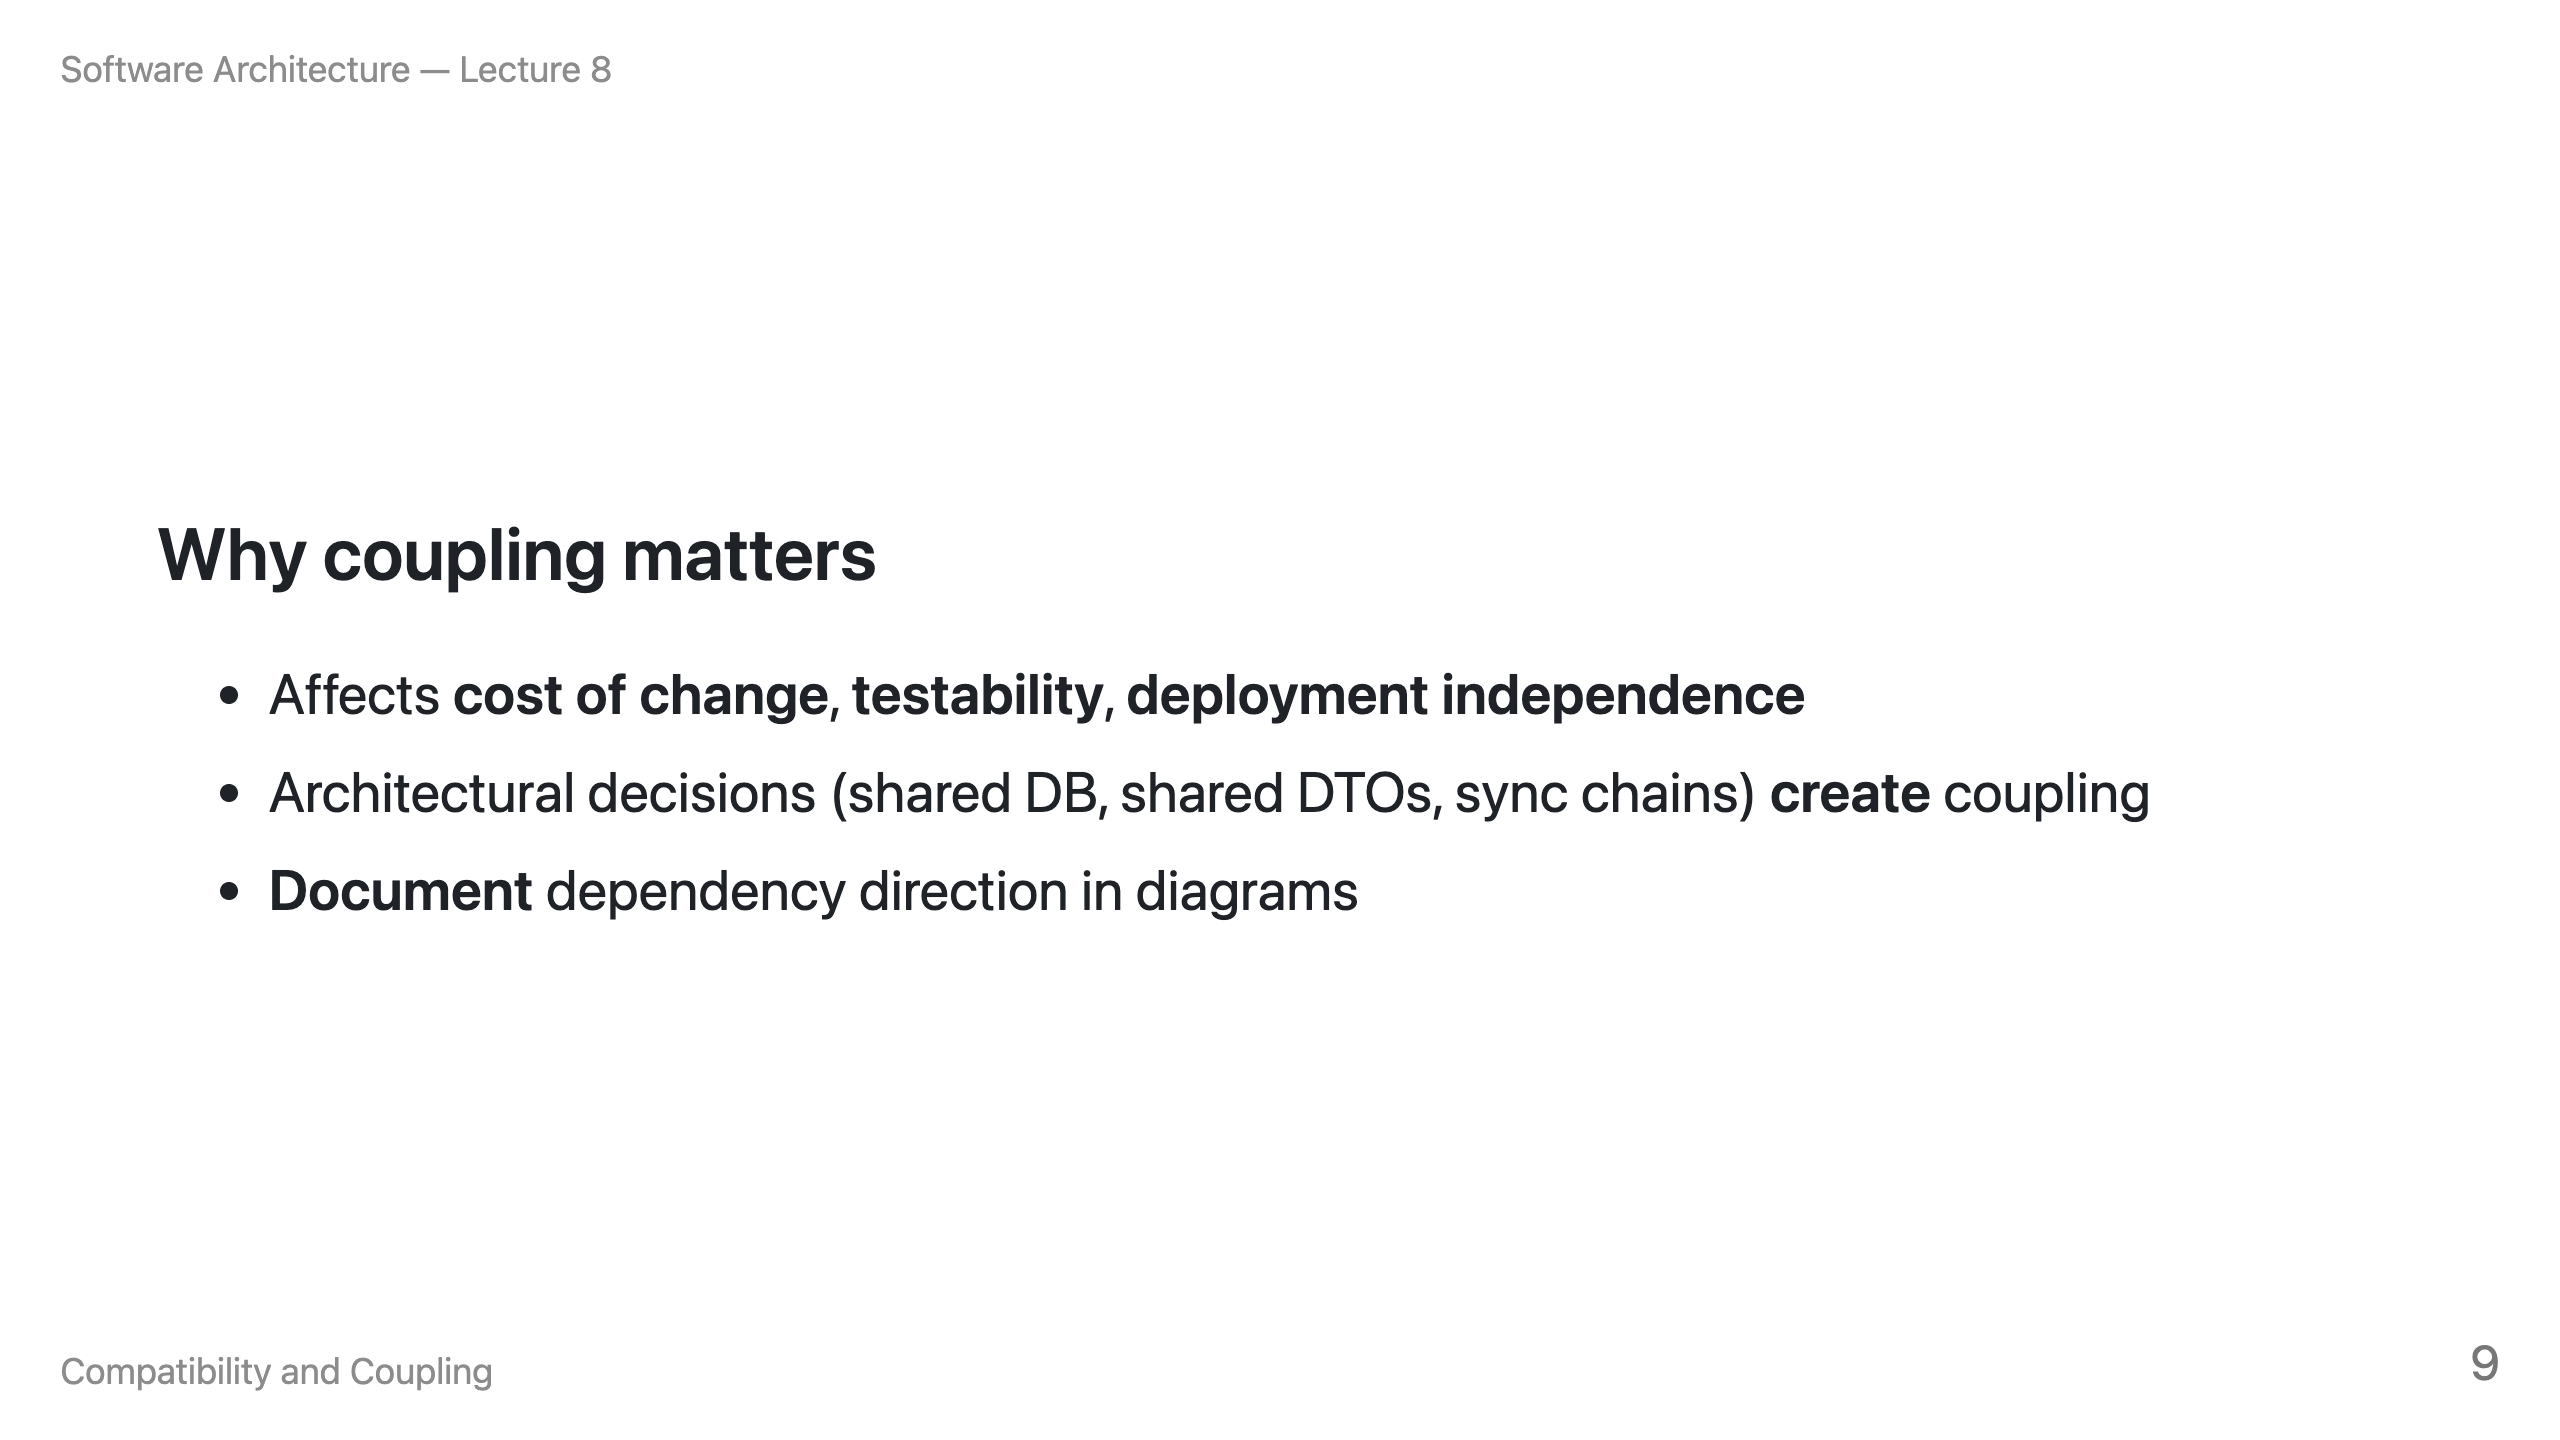 Software Architecture — Lecture 8
Why coupling matters
• Affects cost of change, testability, deployment independence
• Architectural decisions (shared DB, shared DTOs, sync chains) create coupling
• Document dependency direction in diagrams
Compatibility and Coupling
9